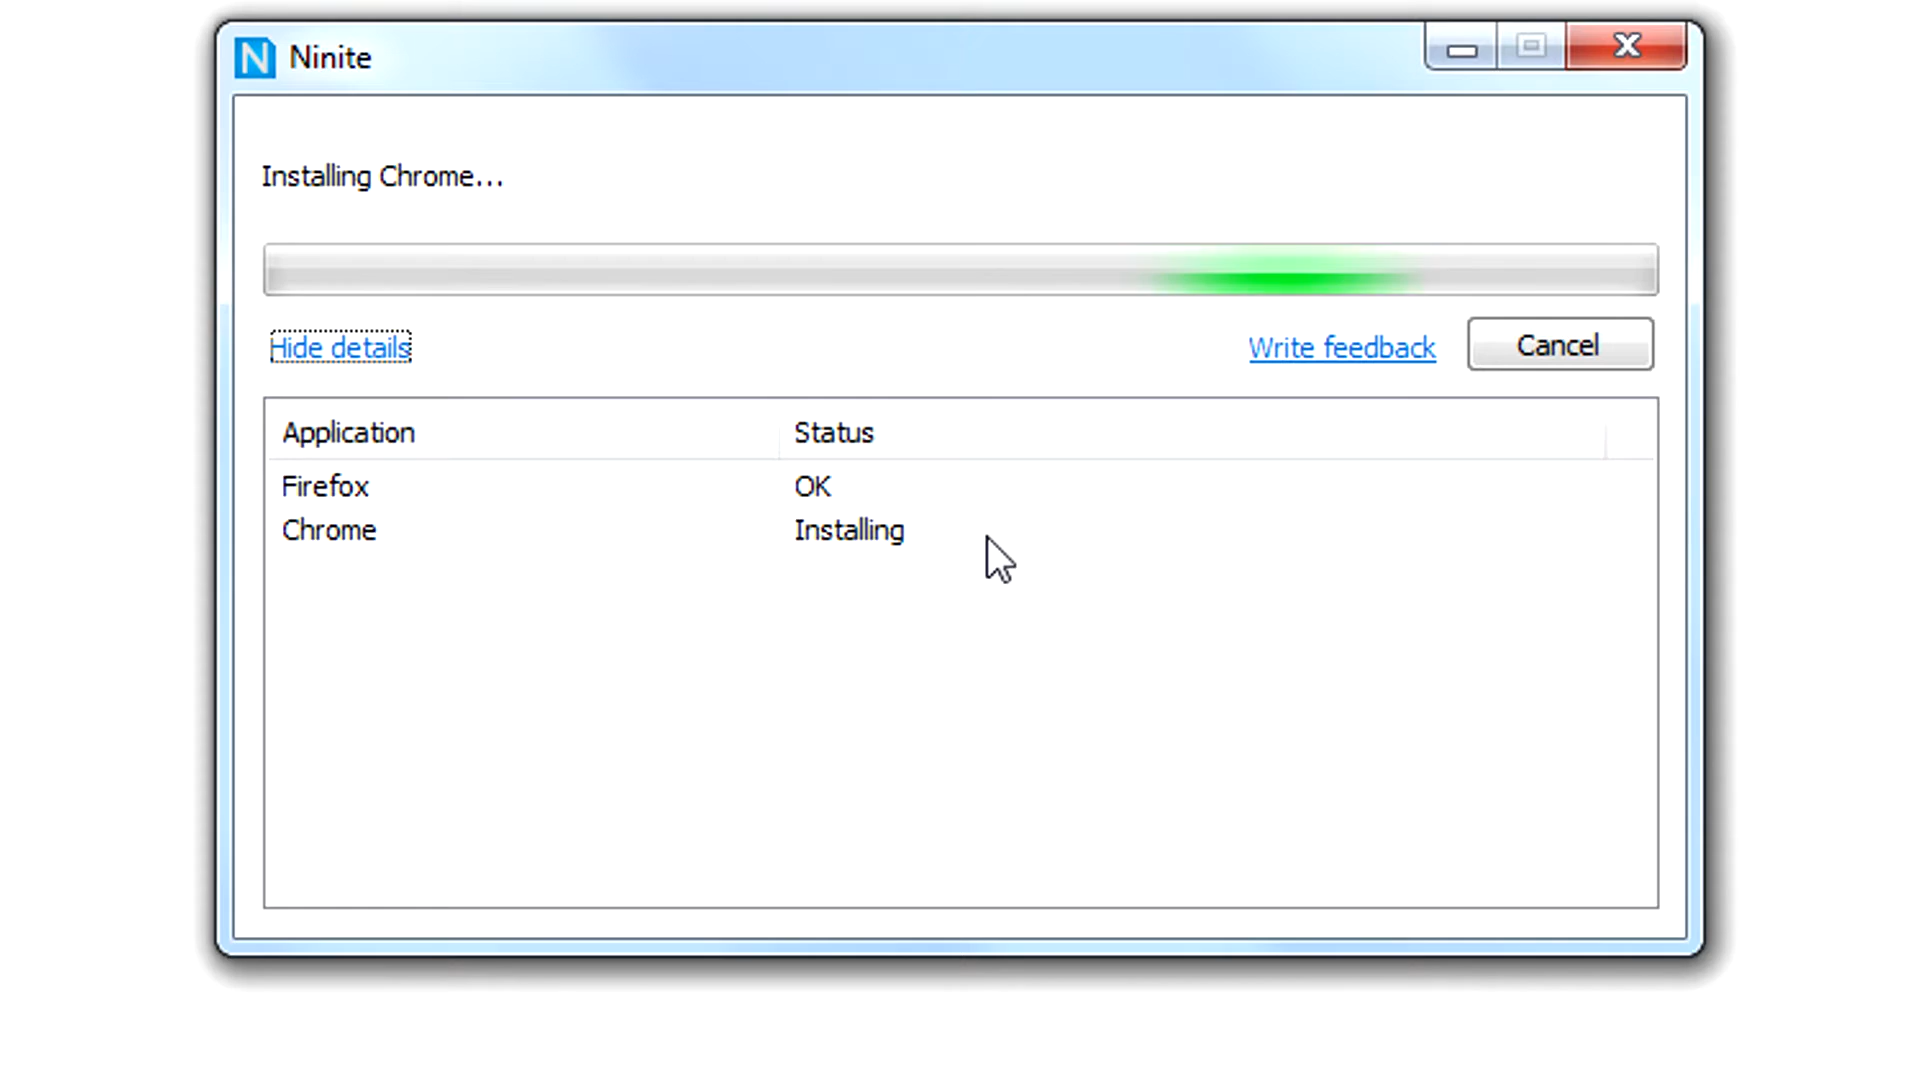 Ninite
Installing Chrome...
Hide details
Write feedback
Cancel
Application Status
Firefox OK
Chrome Installing